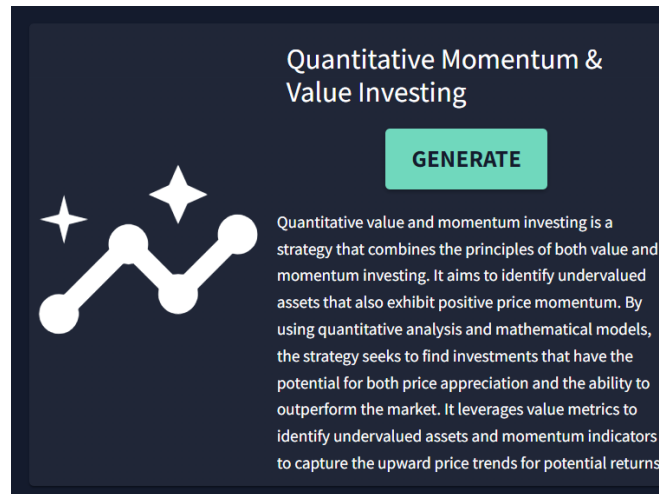 Quantitative Momentum &
Value Investing
GENERATE
Quantitative value and momentum investing is a
strategy that combines the principles of both value and
momentum investing. It aims to identify undervalued
assets that also exhibit positive price momentum. By
using quantitative analysis and mathematical models,
the strategy seeks to find investments that have the
potential for both price appreciation and the ability to
outperform the market. It leverages value metrics to
identify undervalued assets and momentum indicators
to capture the upward price trends for potential returns